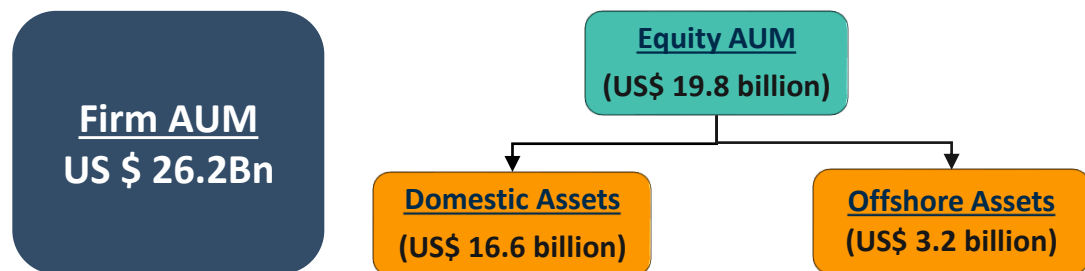 Firm AUM
US $ 26.2Bn
Equity AUM
(US$ 19.8 billion)
Domestic Assets
(US$ 16.6 billion)
Offshore Assets
(US$ 3.2 billion)